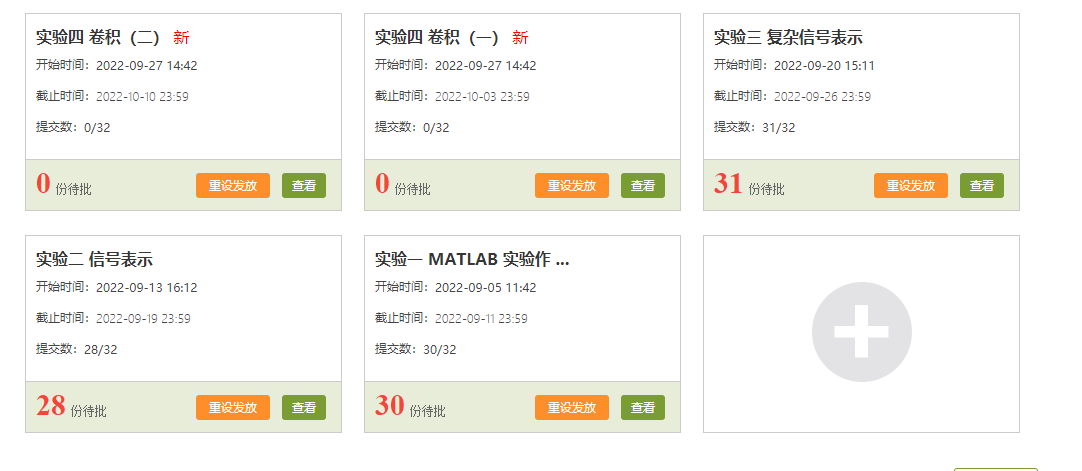 实验四 卷积（二） 新
开始时间：2022-09-27 14:42
截止时间：2022-10-10 23:59
提交数：0/32
0 份待批 重设发放 查看
实验四 卷积（一） 新
开始时间：2022-09-27 14:42
截止时间：2022-10-03 23:59
提交数：0/32
0 份待批 重设发放 查看
实验三 复杂信号表示
开始时间：2022-09-20 15:11
截止时间：2022-09-26 23:59
提交数：31/32
31 份待批 重设发放 查看
实验二 信号表示
开始时间：2022-09-13 16:12
截止时间：2022-09-19 23:59
提交数：28/32
28 份待批 重设发放 查看
实验一 MATLAB 实验作 ...
开始时间：2022-09-05 11:42
截止时间：2022-09-11 23:59
提交数：30/32
30 份待批 重设发放 查看